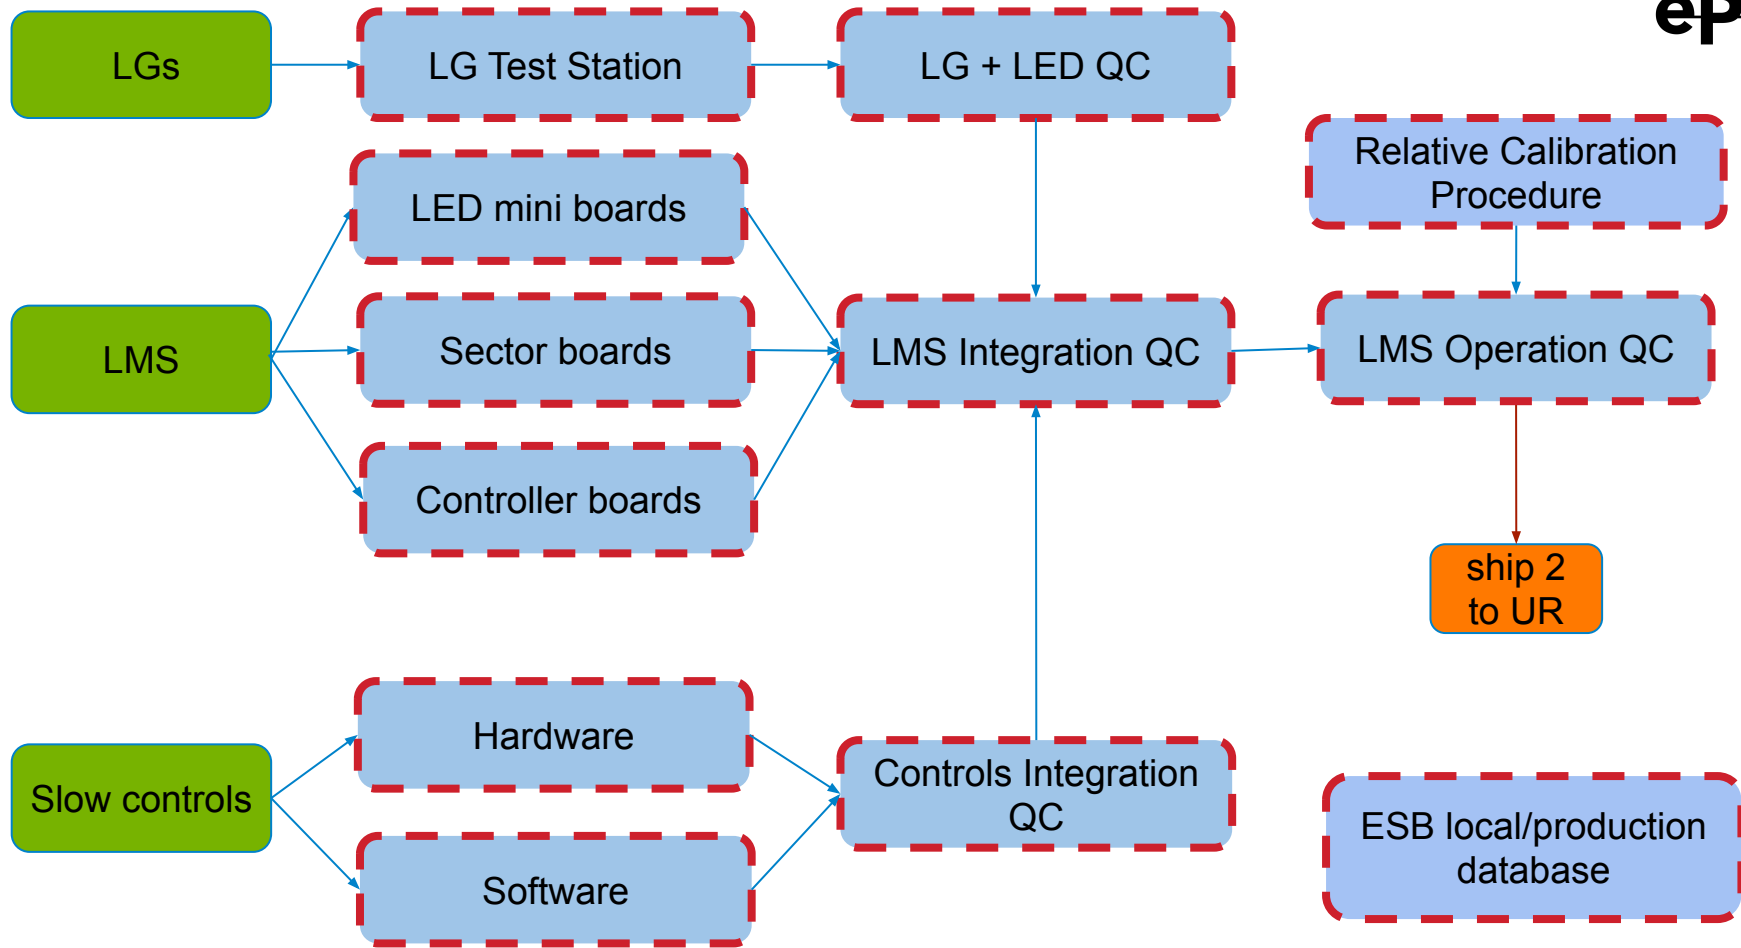 eP
LGs
LG Test Station
LG + LED QC
Relative Calibration
Procedure
LED mini boards
LMS
Sector boards
LMS Integration QC
LMS Operation QC
Controller boards
ship 2
to UR
Hardware
Slow controls
Controls Integration
QC
ESB local/production
database
Software